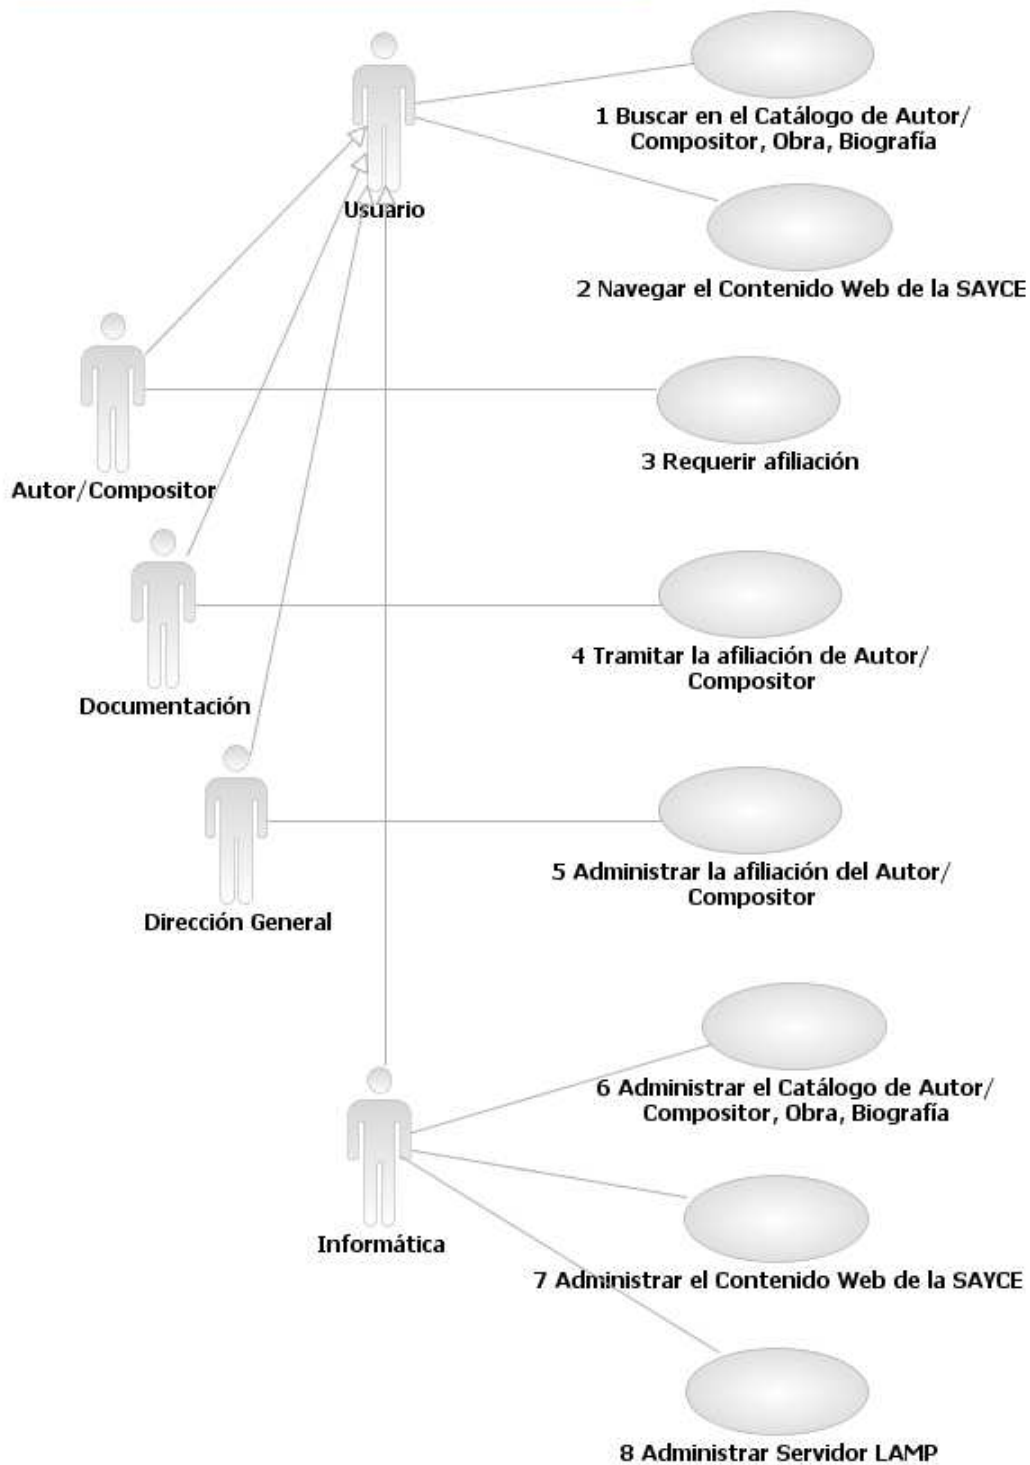 1 Buscar en el Catálogo de Autor/
Compositor, Obra, Biografía
Usuario
2 Navegar el Contenido Web de la SAYCE
3 Requerir afiliación
Autor/Compositor
4 Tramitar la afiliación de Autor/
Compositor
Documentación
5 Administrar la afiliación del Autor/
Compositor
Dirección General
6 Administrar el Catálogo de Autor/
Compositor, Obra, Biografía
Informática
7 Administrar el Contenido Web de la SAYCE
8 Administrar Servidor LAMP